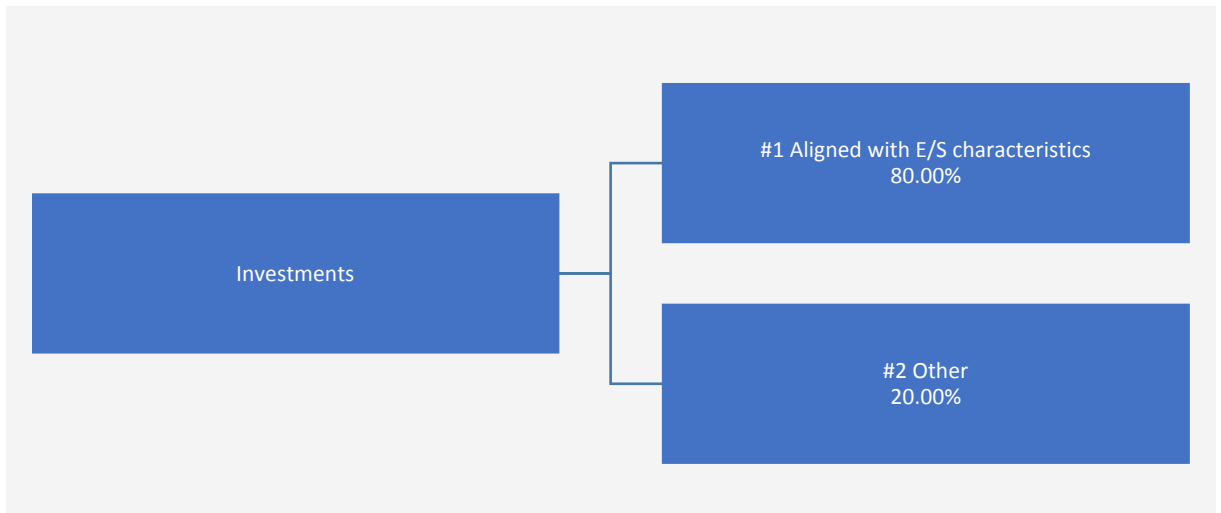 Investments
#1 Aligned with E/S characteristics
80.00%
#2 Other
20.00%